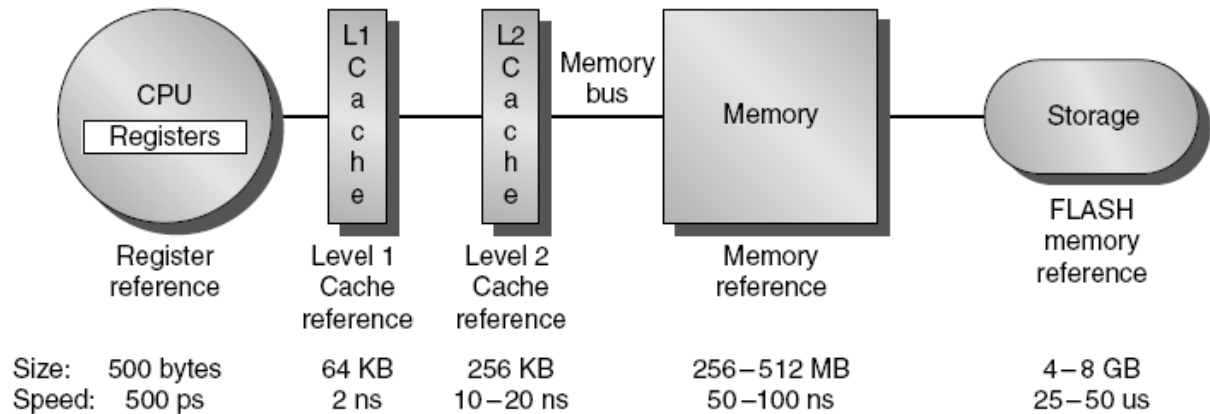 CPU
Registers
L1
C
a
c
h
e
L2
C
a
c
h
e
Memory
bus
Memory
Storage
Register
reference
Level 1
Cache
reference
Level 2
Cache
reference
Memory
reference
FLASH
memory
reference
Size: 500 bytes 64 KB 256 KB 256–512 MB 4–8 GB
Speed: 500 ps 2 ns 10–20 ns 50–100 ns 25–50 us